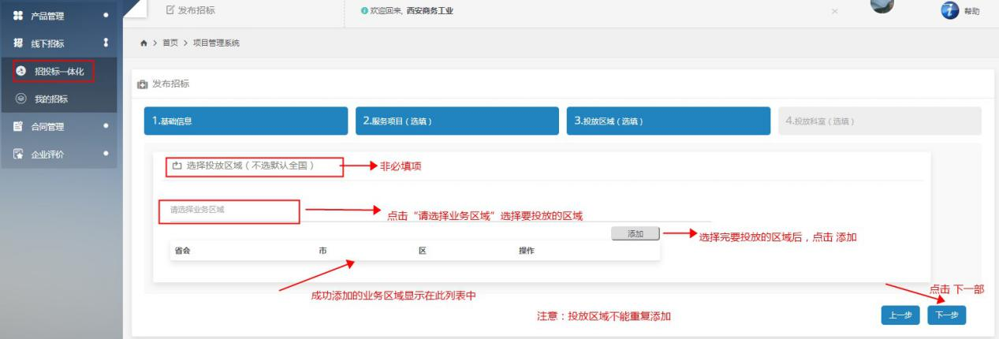 产品管理
线下招标
招投标一体化
我的招标
合同管理
企业评价
发布招标
欢迎回来, 西安商务工业
×
帮助
> 首页 > 项目管理系统
发布招标
1.基础信息
2.服务项目（选填）
3.投放区域（选填）
4.投放科室（选填）
选择投放区域（不选默认全国）
非必填项
请选择业务区域
点击“请选择业务区域”选择要投放的区域
添加
选择完要投放的区域后，点击 添加
省会 市 区 操作
成功添加的业务区域显示在此列表中
点击 下一部
注意：投放区域不能重复添加
上一步
下一步